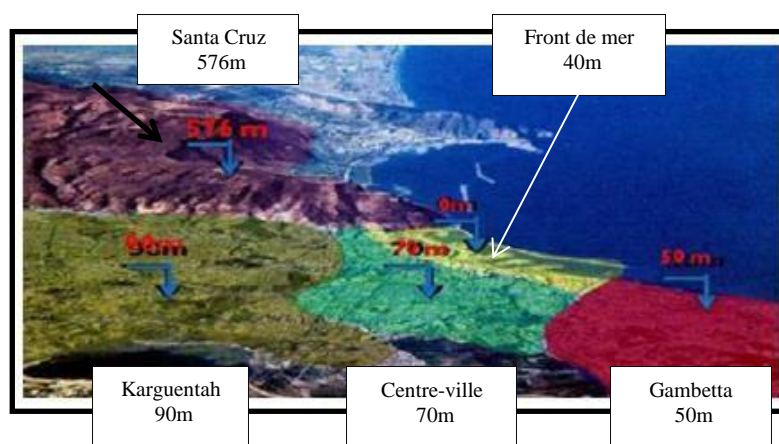 Santa Cruz
576m
Front de mer
40m
576 m
0m
90m
70m
50 m
Karguentah
90m
Centre-ville
70m
Gambetta
50m